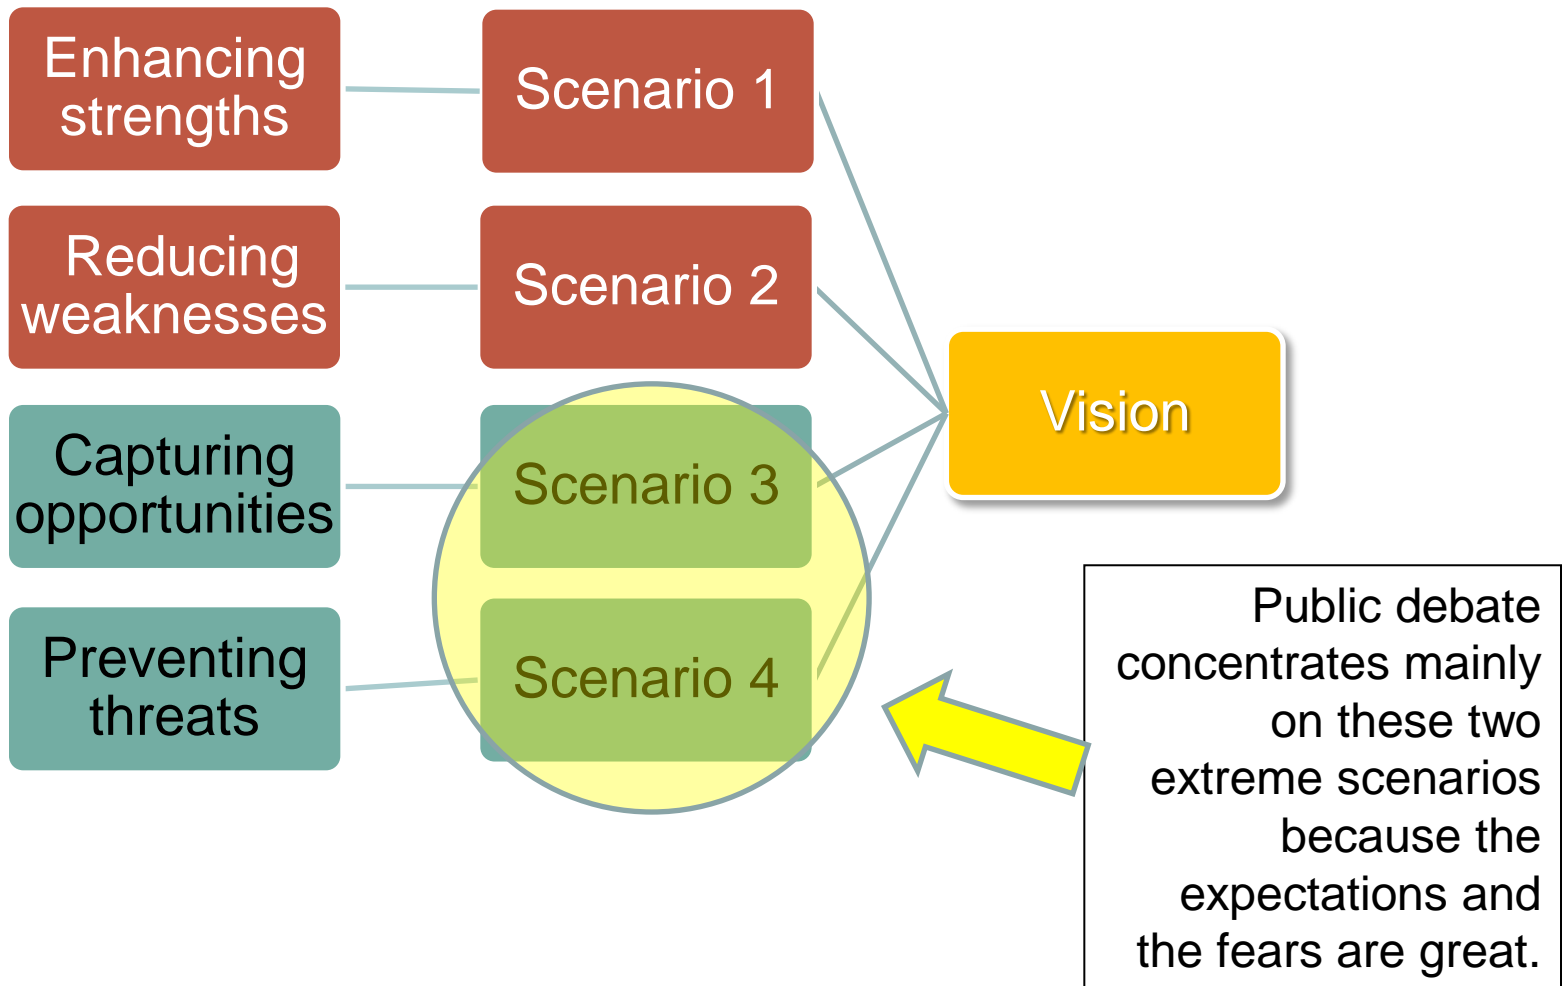 Enhancing
strengths
Scenario 1
Reducing
weaknesses
Scenario 2
Capturing
opportunities
Scenario 3
Preventing
threats
Scenario 4
Vision
Public debate
concentrates mainly
on these two
extreme scenarios
because the
expectations and
the fears are great.